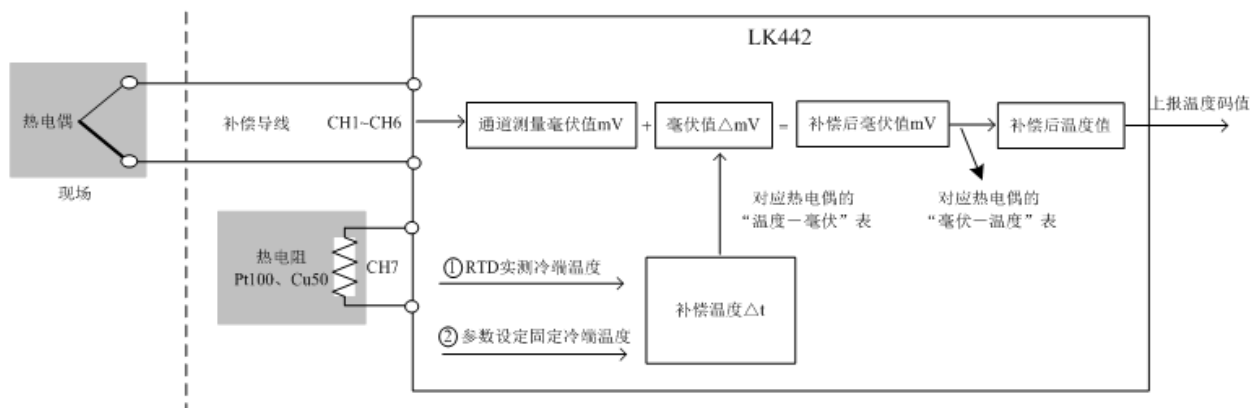 LK442
上报温度码值
热电偶
补偿导线
CH1~CH6
通道测量毫伏值mV
+
毫伏值△mV
=
补偿后毫伏值mV
补偿后温度值
现场
对应热电偶的
“温度－毫伏”表
对应热电偶的
“毫伏－温度”表
热电阻
Pt100、Cu50
CH7
①RTD实测冷端温度
补偿温度△t
②参数设定固定冷端温度